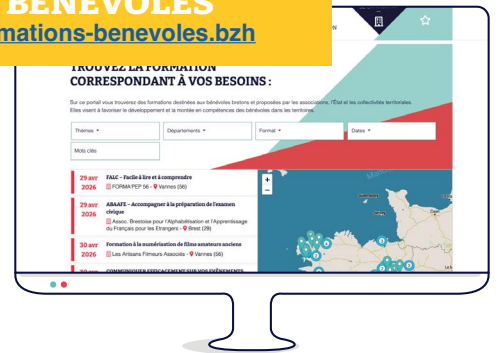 BÉNÉVOLES
mations-benevoles.bzh
TROUVEZ LA FORMATION
CORRESPONDANT À VOS BESOINS :
Sur ce portail vous trouverez des formations destinées aux bénévoles bretons et proposées par les associations, l'État et les collectivités territoriales.
Elles visent à favoriser le développement et la montée en compétences des bénévoles dans les territoires.
Thèmes
Départements
Format
Dates
Mots clés
29 avr 2026
FALC – Facile à lire et à comprendre
FORMA'PEP 56 - Vannes (56)
29 avr 2026
ABAAFE – Accompagner à la préparation de l'examen
civique
Assoc. Brestoise pour l'Alphabétisation et l'Apprentissage
du Français pour les Etrangers - Brest (29)
30 avr 2026
Formation à la numérisation de films amateurs anciens
Les Artisans Filmeurs Associés - Vannes (56)
COMMUNIQUER EFFICACEMENT SUR VOS ÉVÉNEMENTS
+
−